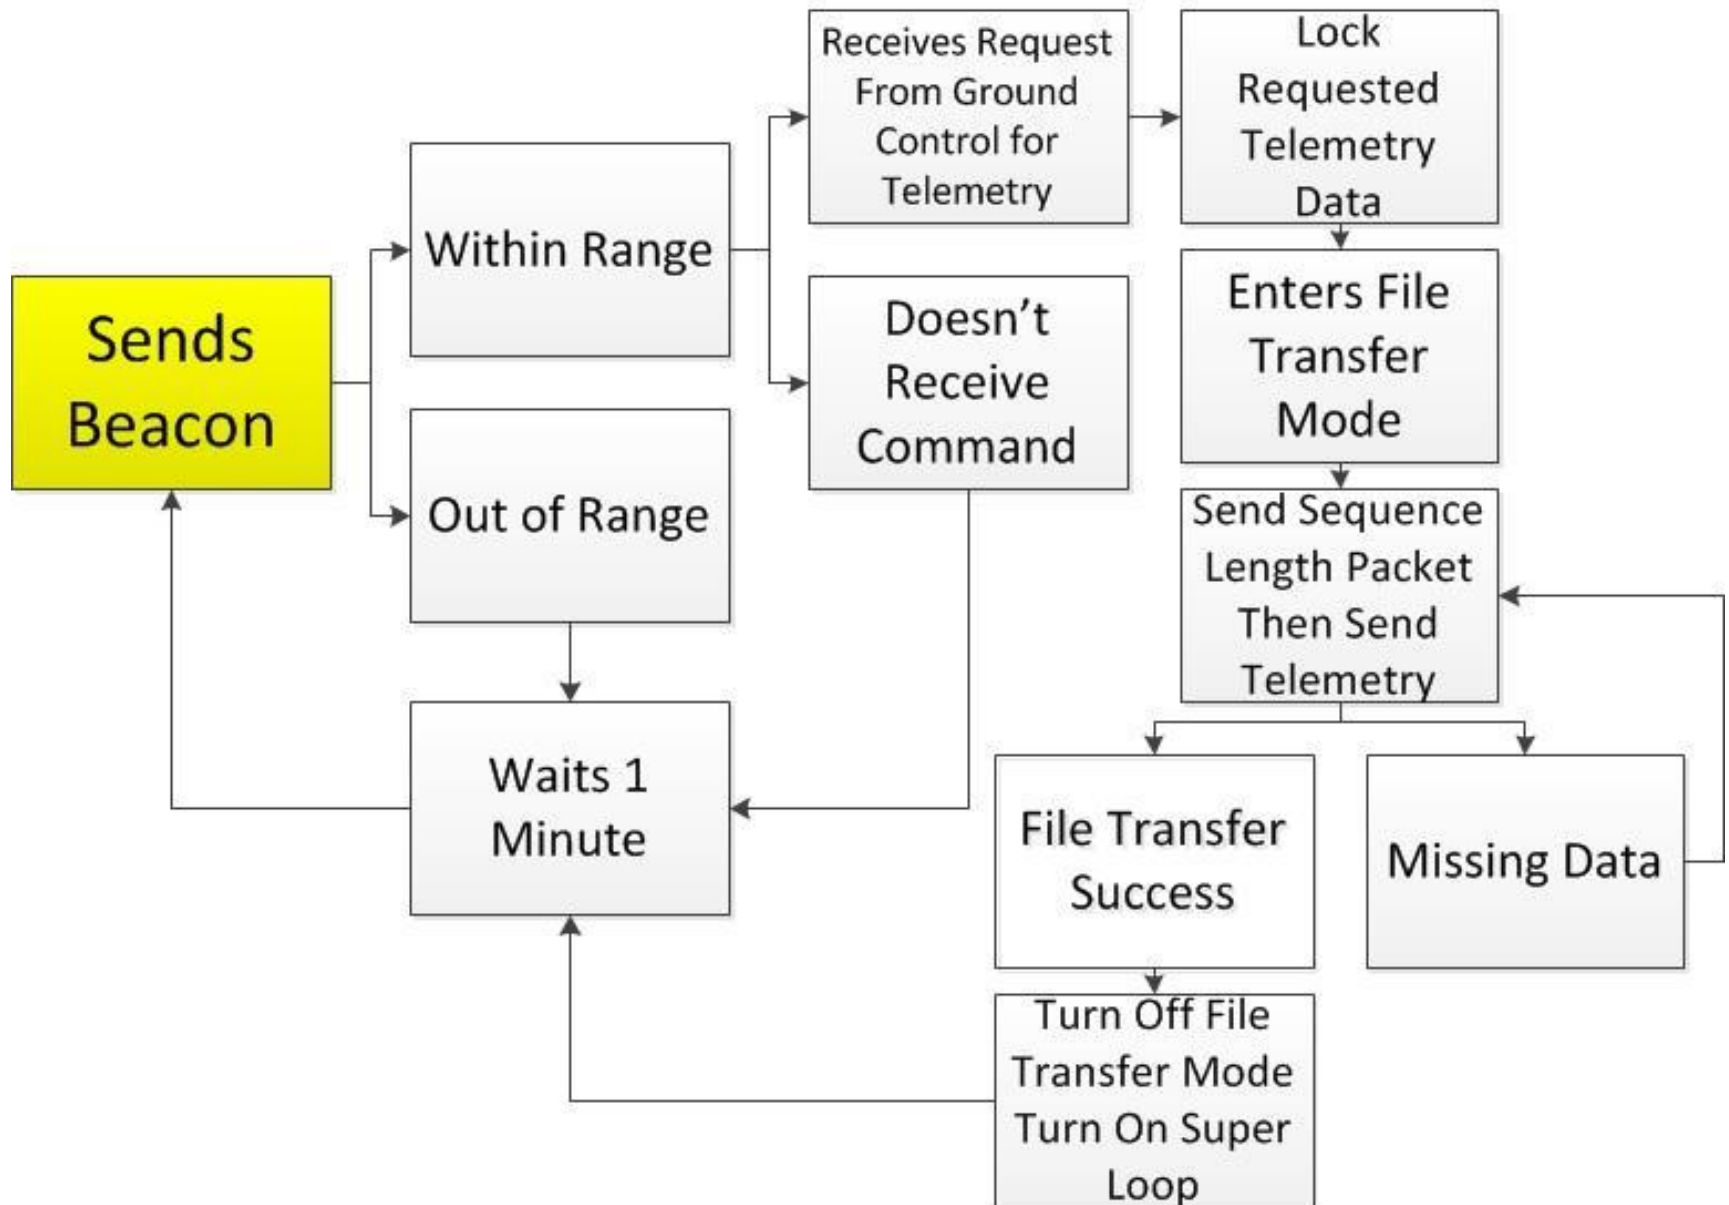 Sends
Beacon
Within Range
Out of Range
Waits 1
Minute
Receives Request
From Ground
Control for
Telemetry
Doesn’t
Receive
Command
Lock
Requested
Telemetry
Data
Enters File
Transfer
Mode
Send Sequence
Length Packet
Then Send
Telemetry
File Transfer
Success
Missing Data
Turn Off File
Transfer Mode
Turn On Super
Loop